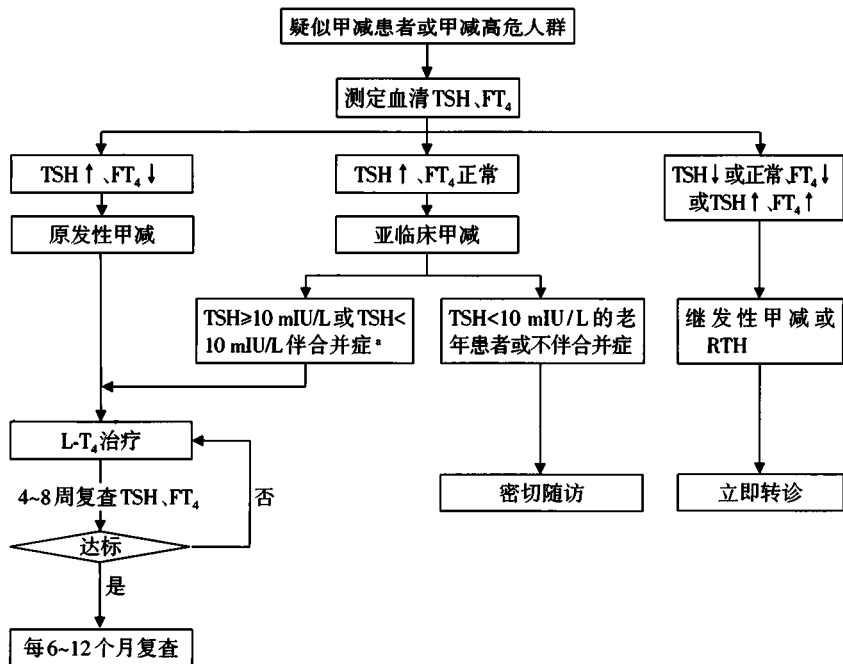 疑似甲减患者或甲减高危人群
测定血清TSH、FT₄
TSH↑、FT₄↓
TSH↑、FT₄正常
TSH↓或正常、FT₄↓
或TSH↑、FT₄↑
原发性甲减
亚临床甲减
TSH≥10 mIU/L或TSH<
10 mIU/L伴合并症ᵃ
TSH<10 mIU/L的老
年患者或不伴合并症
继发性甲减或
RTH
L-T₄治疗
4~8周复查TSH、FT₄
否
密切随访
立即转诊
达标
是
每6~12个月复查